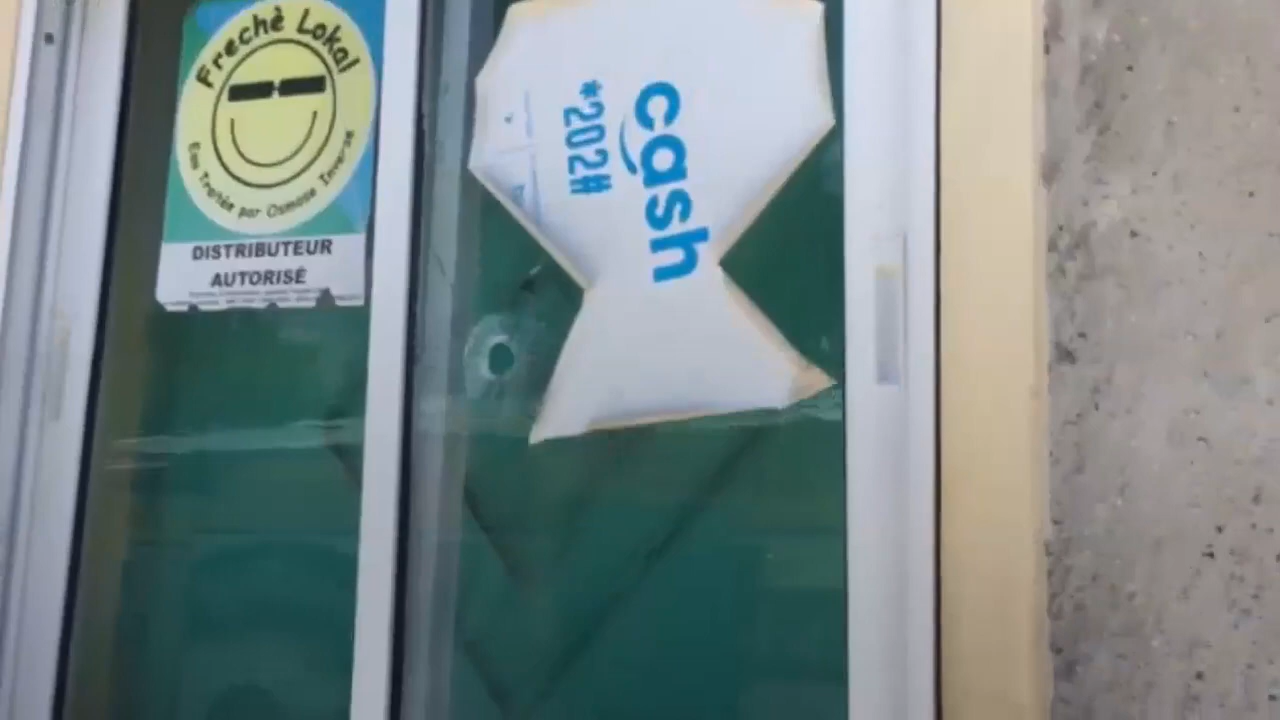 Frechè Lokal
Eau Traitée par Osmose Inverse
DISTRIBUTEUR
AUTORISÉ
cash
*202#